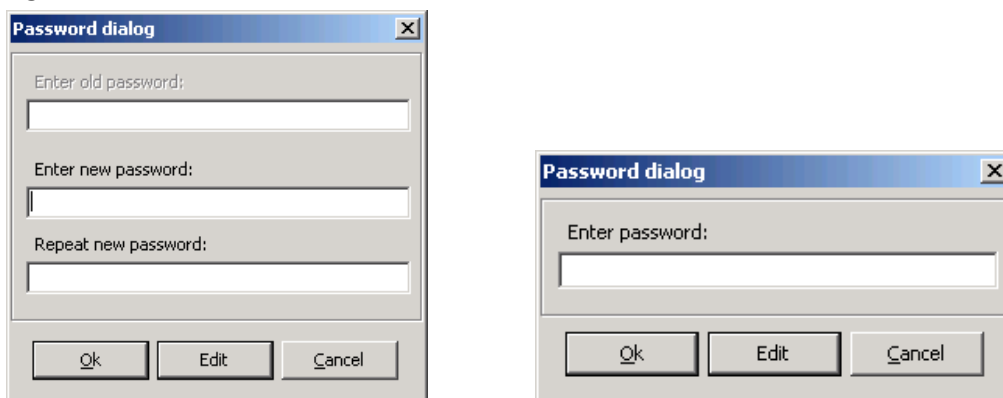 Password dialog
Enter old password:
Enter new password:
Repeat new password:
Ok Edit Cancel
Password dialog
Enter password:
Ok Edit Cancel